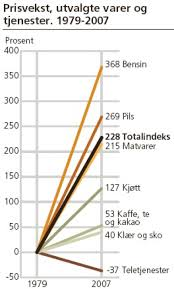 Prisvekst, utvalgte varer og
tjenester. 1979-2007
Prosent
400
350
300
250
200
150
100
50
0
-50
368 Bensin
269 Pils
228 Totalindeks
215 Matvarer
127 Kjøtt
53 Kaffe, te
og kakao
40 Klær og sko
-37 Teletjenester
1979
2007